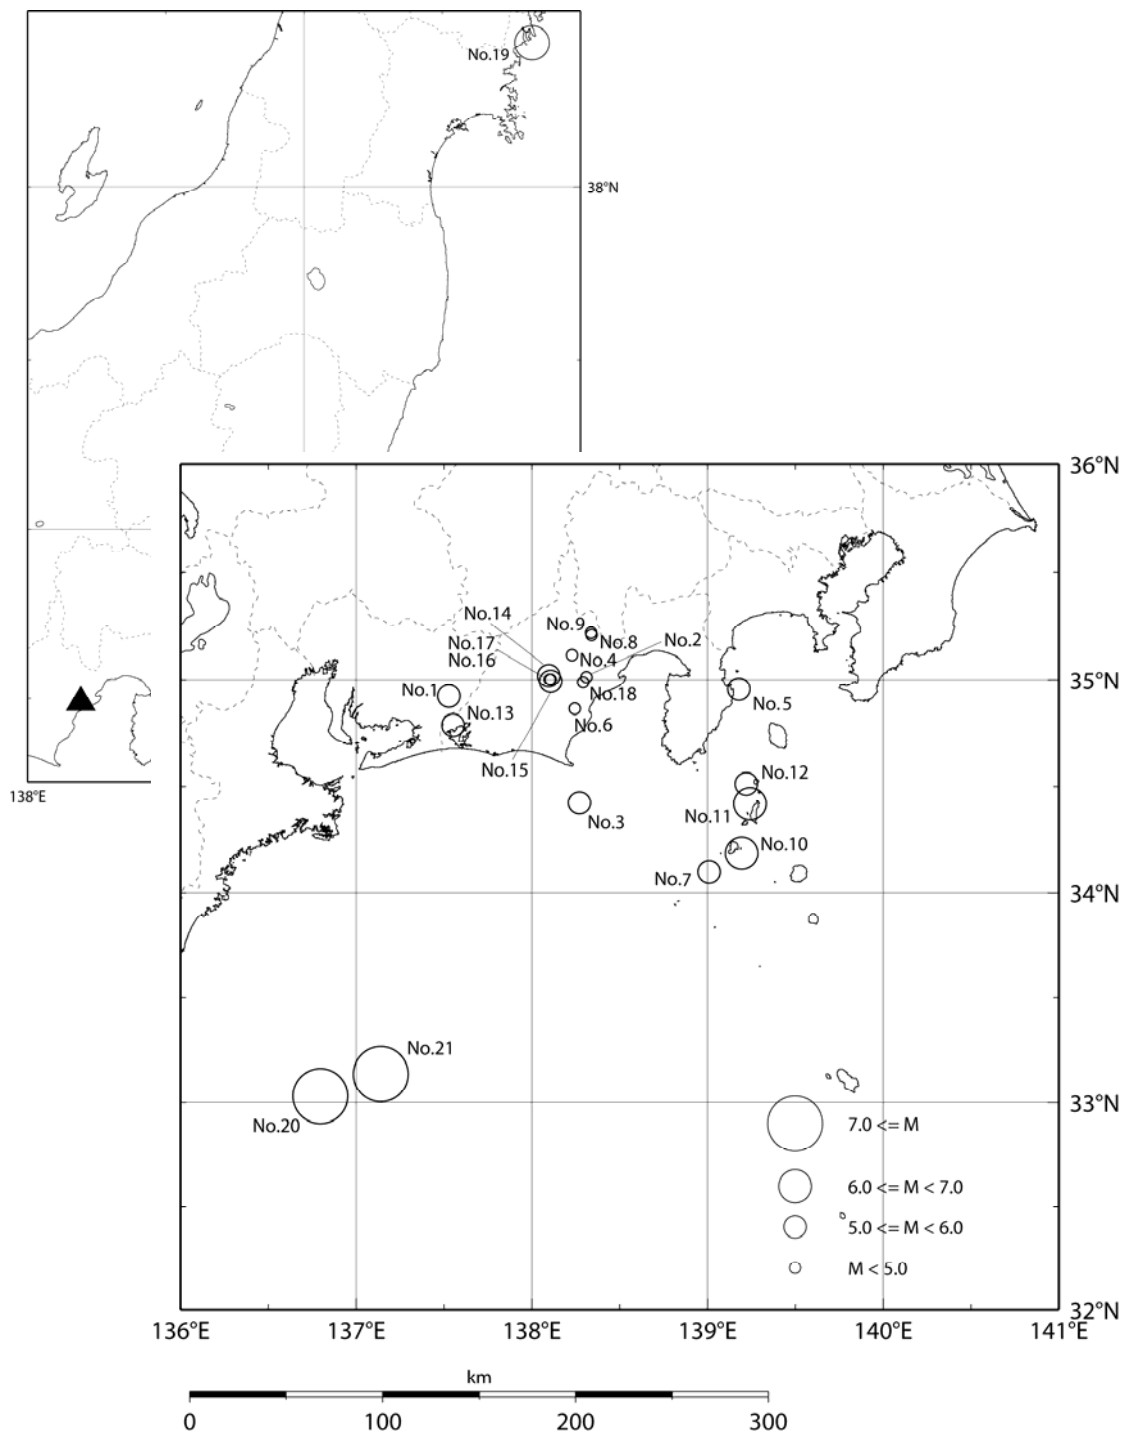 No.19
38°N
36°N
No.14
No.9
No.17
No.8
No.2
No.16
No.4
35°N
No.1
No.18
No.5
No.13
No.6
No.15
No.12
No.3
No.11
No.10
138°E
No.7
34°N
No.21
33°N
No.20
7.0 <= M
6.0 <= M < 7.0
5.0 <= M < 6.0
M < 5.0
32°N
136°E 137°E 138°E 139°E 140°E 141°E
km
0 100 200 300